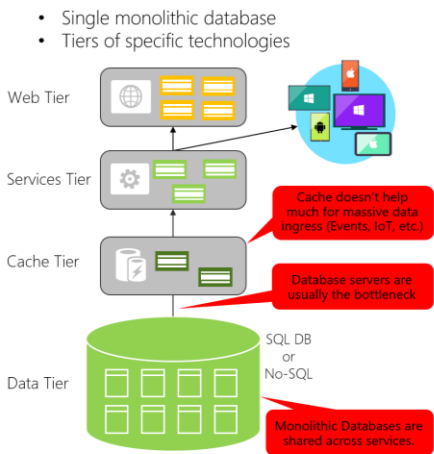 • Single monolithic database
• Tiers of specific technologies
Web Tier
Services Tier
Cache doesn't help
much for massive data
ingress (Events, IoT, etc.)
Cache Tier
Database servers are
usually the bottleneck
SQL DB
or
No-SQL
Data Tier
Monolithic Databases are
shared across services.